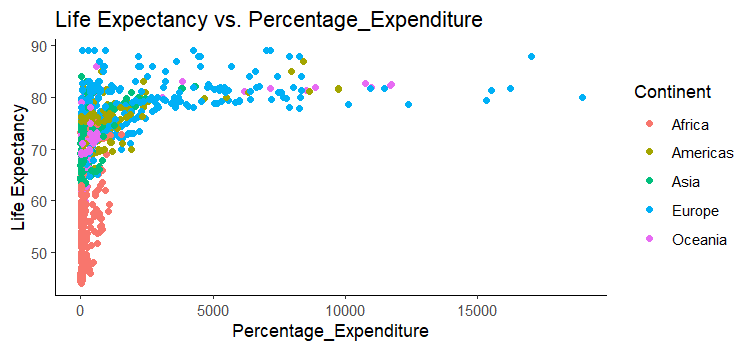 Life Expectancy vs. Percentage_Expenditure
90
80
70
60
50
Life Expectancy
0
5000
10000
15000
Percentage_Expenditure
Continent
Africa
Americas
Asia
Europe
Oceania